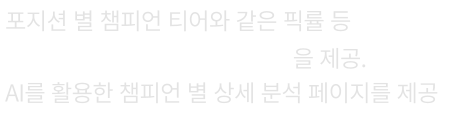 포지션 별 챔피언 티어와 같은 픽률 등
을 제공.
AI를 활용한 챔피언 별 상세 분석 페이지를 제공